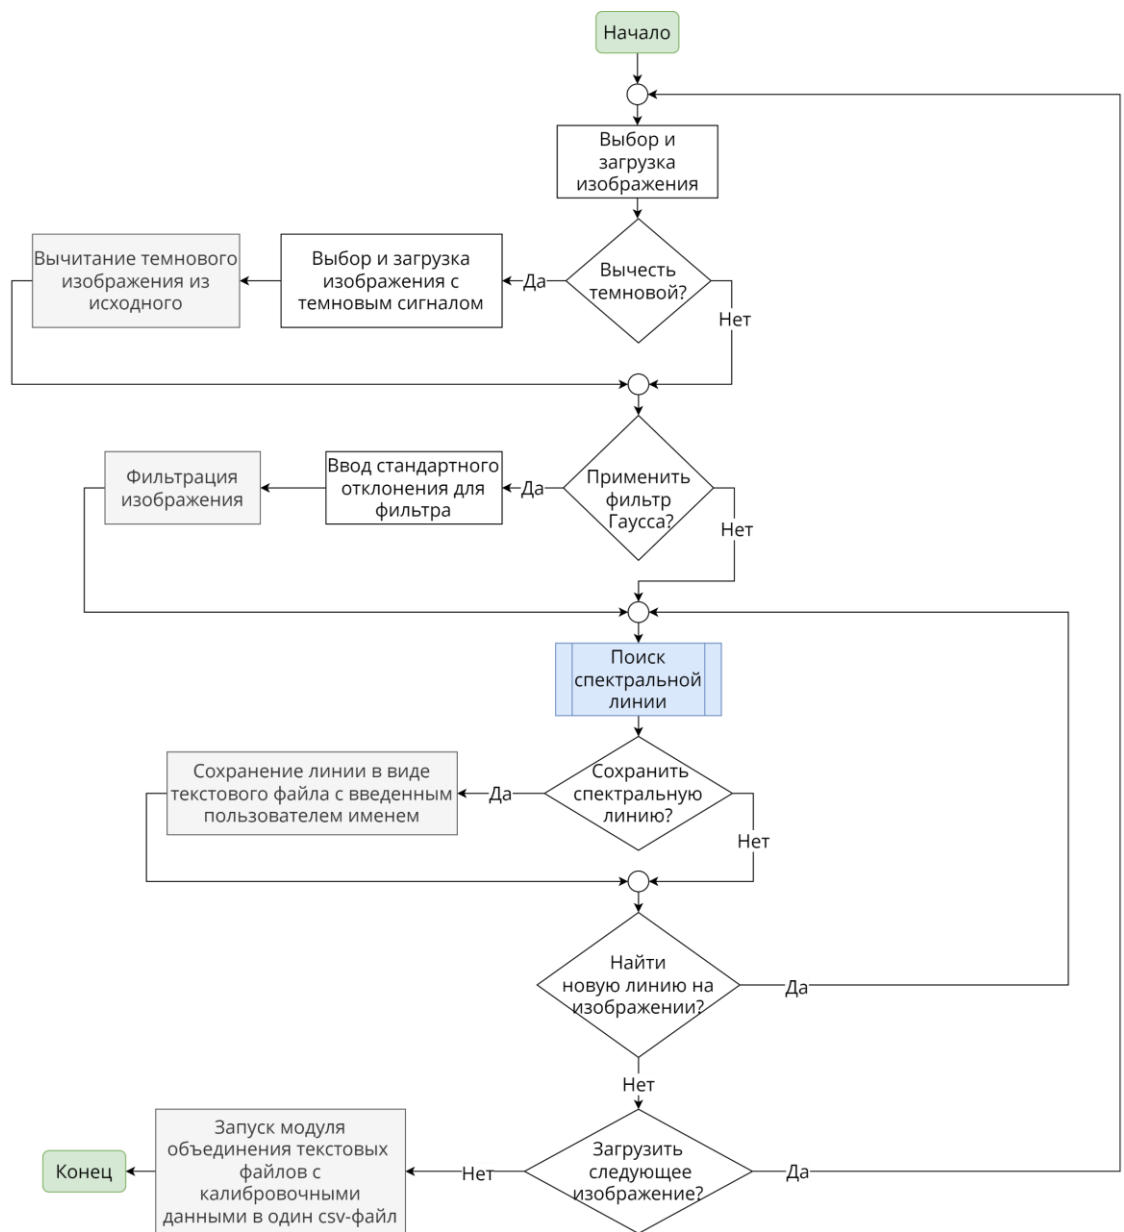 Начало
Выбор и
загрузка
изображения
Вычитание темнового
изображения из
исходного
Выбор и загрузка
изображения с
темновым сигналом
Да
Вычесть
темновой?
Нет
Фильтрация
изображения
Ввод стандартного
отклонения для
фильтра
Да
Применить
фильтр
Гаусса?
Нет
Поиск
спектральной
линии
Сохранение линии в виде
текстового файла с введенным
пользователем именем
Да
Сохранить
спектральную
линию?
Нет
Найти
новую линию на
изображении?
Да
Нет
Конец
Запуск модуля
объединения текстовых
файлов с
калибровочными
данными в один csv-файл
Нет
Загрузить
следующее
изображение?
Да